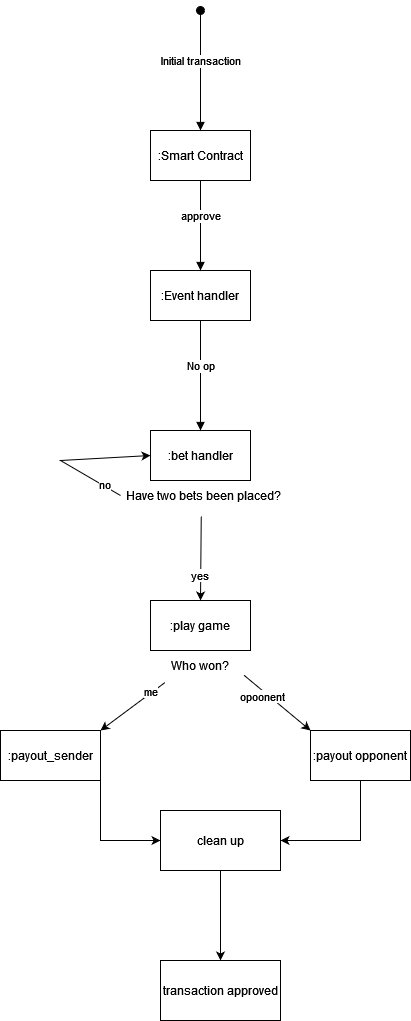 Initial transaction
:Smart Contract
approve
:Event handler
No op
:bet handler
no
Have two bets been placed?
yes
:play game
Who won?
me
opoonent
:payout_sender
:payout opponent
clean up
transaction approved